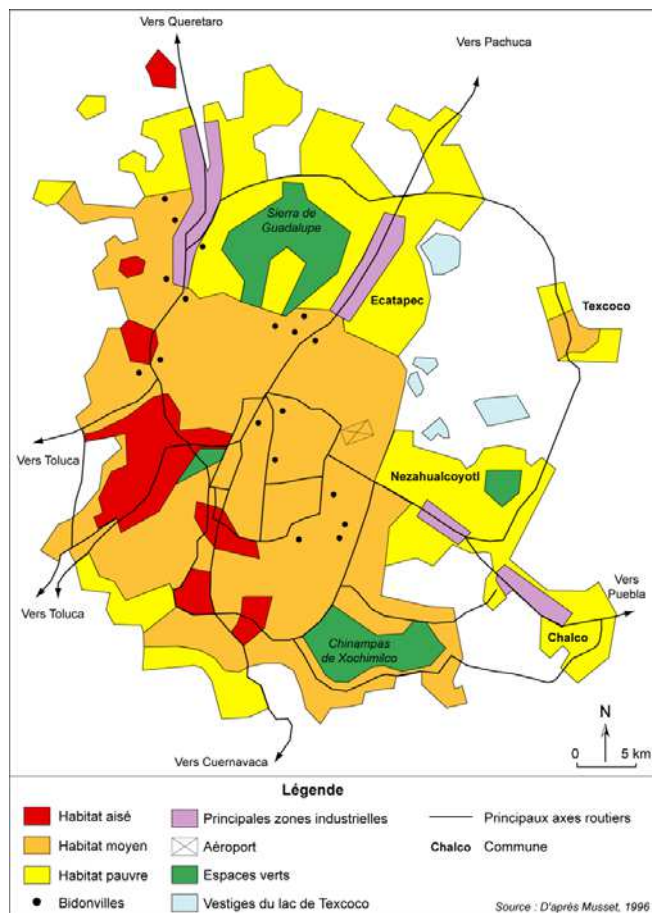 Vers Queretaro
Vers Pachuca
Sierra de
Guadalupe
Ecatapec
Texcoco
Vers Toluca
Nezahualcoyotl
Vers Toluca
Vers
Puebla
Chalco
Chinampas
de Xochimilco
Vers Cuernavaca
N
0 5 km
Légende
Habitat aisé
Habitat moyen
Habitat pauvre
Bidonvilles
Principales zones industrielles
Aéroport
Espaces verts
Vestiges du lac de Texcoco
Principaux axes routiers
Chalco Commune
Source : D'après Musset, 1996